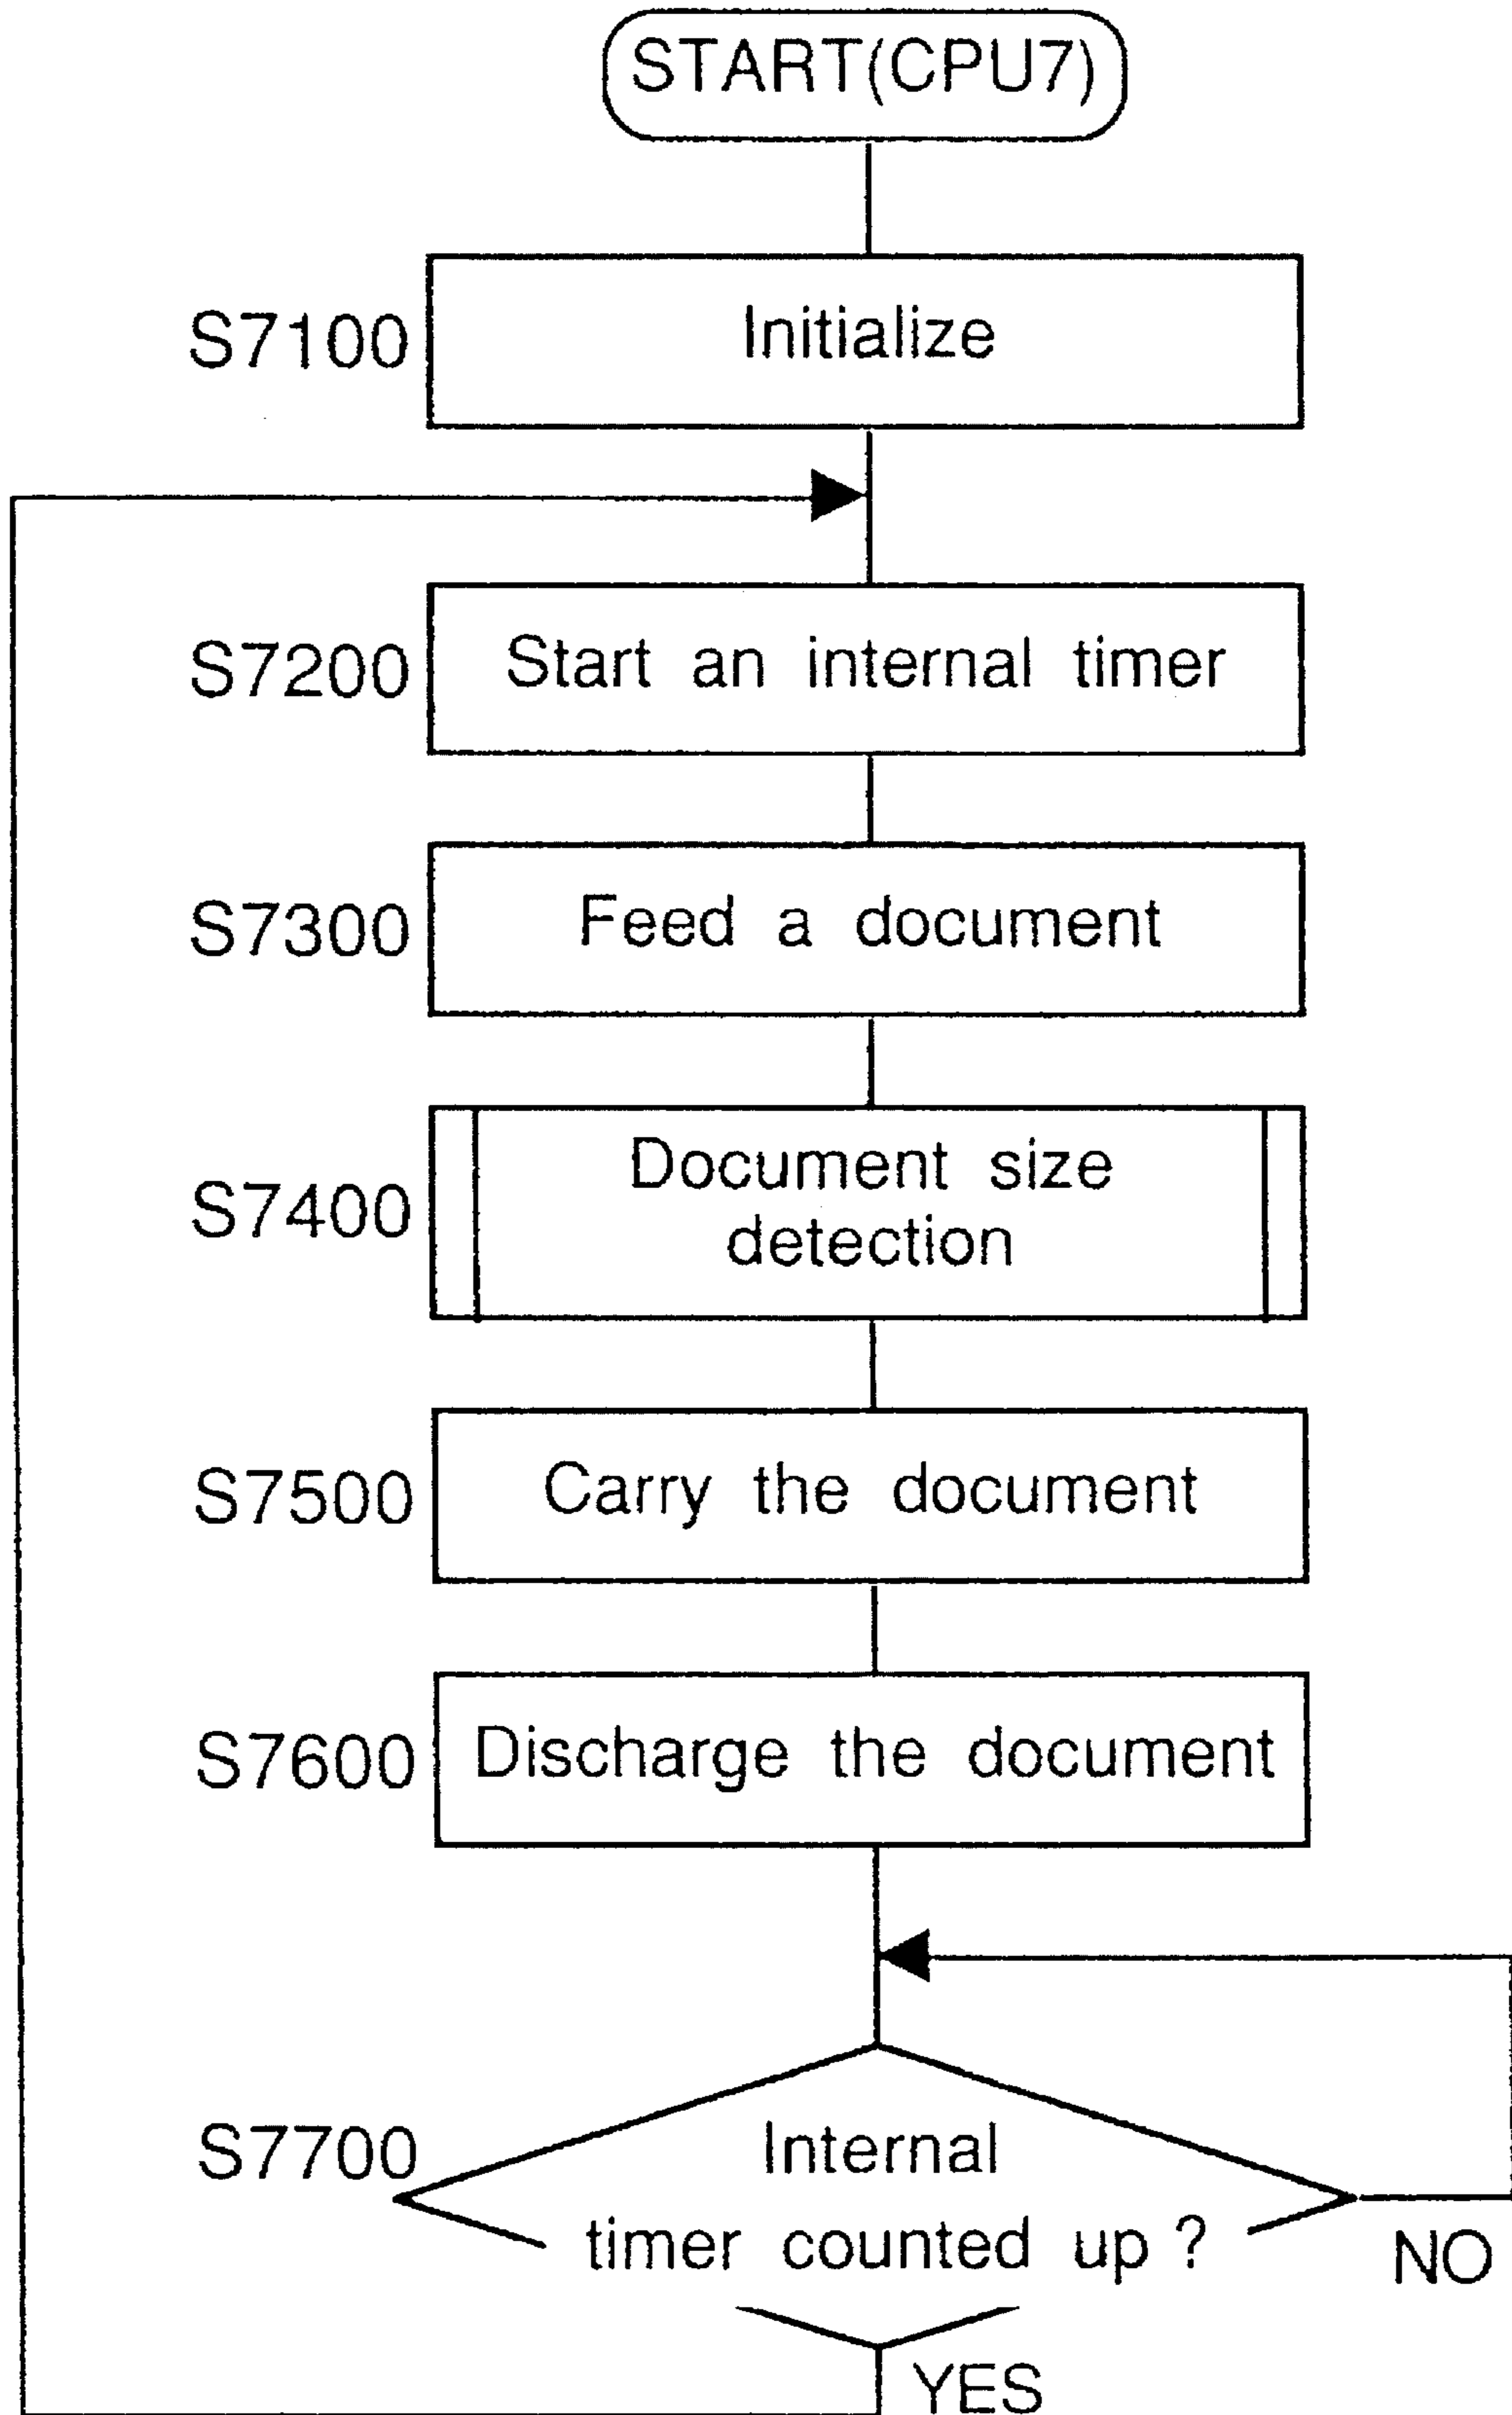 START(CPU7)
S7100
Initialize
S7200
Start an internal timer
S7300
Feed a document
S7400
Document size
detection
S7500
Carry the document
S7600
Discharge the document
S7700
Internal
timer counted up ?
NO
YES